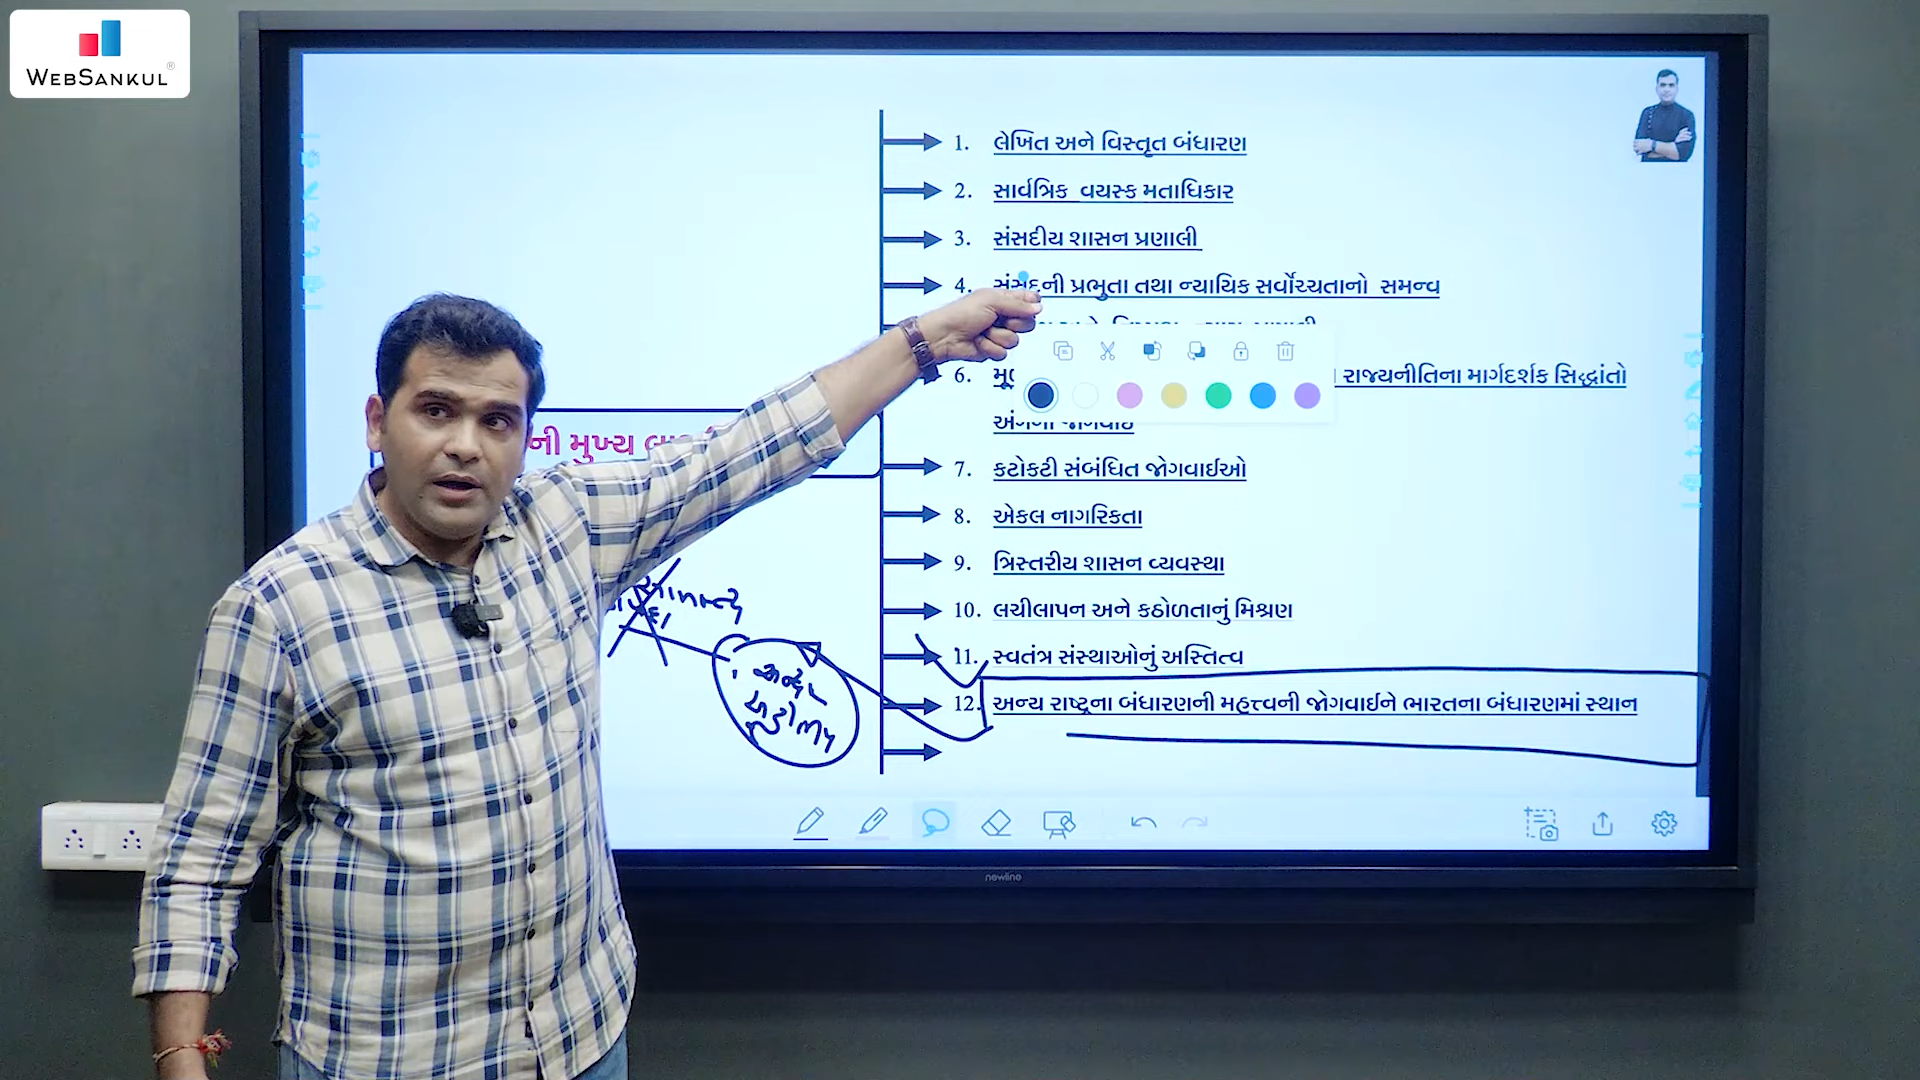 WEBSANKUL
1. લેખિત અને વિસ્તૃત બંધારણ
2. સાર્વત્રિક વયસ્ક મતાધિકાર
3. સંસદીય શાસન પ્રણાલી
4. સંસદની પ્રભુતા તથા ન્યાયિક સર્વોચ્ચતાનો સમન્વ
6. રાજ્યનીતિના માર્ગદર્શક સિદ્ધાંતો
ની મુખ્ય
7. કટોકટી સંબંધિત જોગવાઈઓ
8. એકલ નાગરિકતા
9. ત્રિસ્તરીય શાસન વ્યવસ્થા
10. લચીલાપન અને કઠોળતાનું મિશ્રણ
11. સ્વતંત્ર સંસ્થાઓનું અસ્તિત્વ
12. અન્ય રાષ્ટ્રના બંધારણની મહત્ત્વની જોગવાઈને ભારતના બંધારણમાં સ્થાન
newline